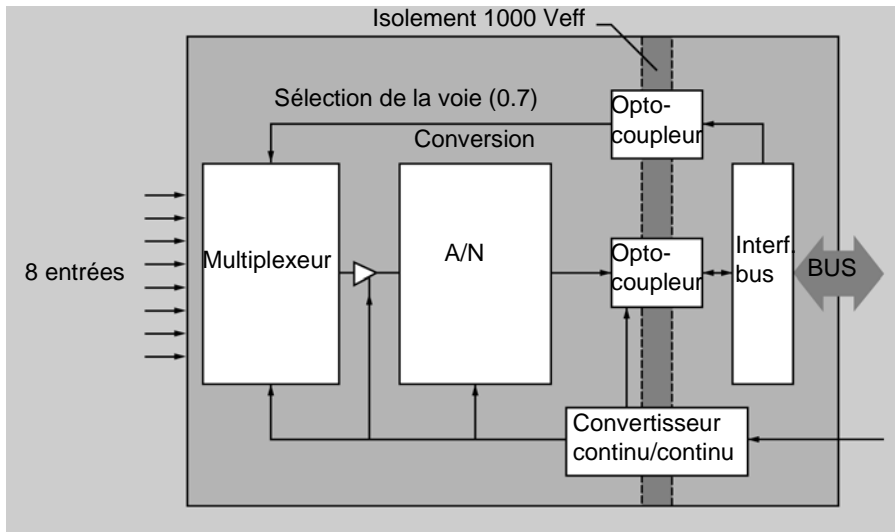 Isolement 1000 Veff
Sélection de la voie (0.7)
Opto-
coupleur
Conversion
8 entrées
Multiplexeur
A/N
Opto-
coupleur
Interf.
bus
BUS
Convertisseur
continu/continu